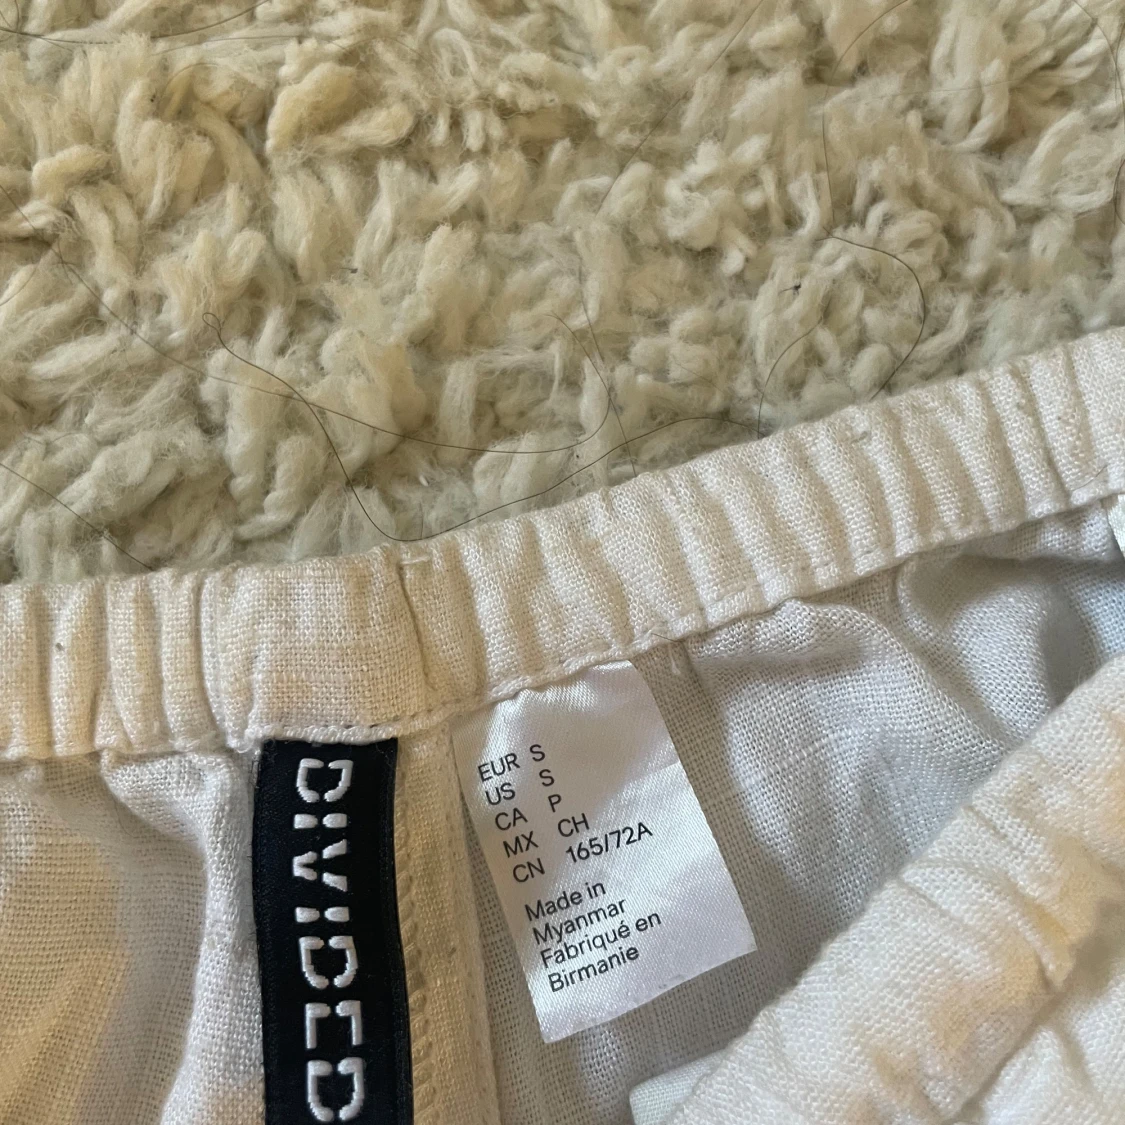 DIVIDED
EUR S
US S
CA P
MX CH
CN 165/72A
Made in
Myanmar
Fabriqué en
Birmanie